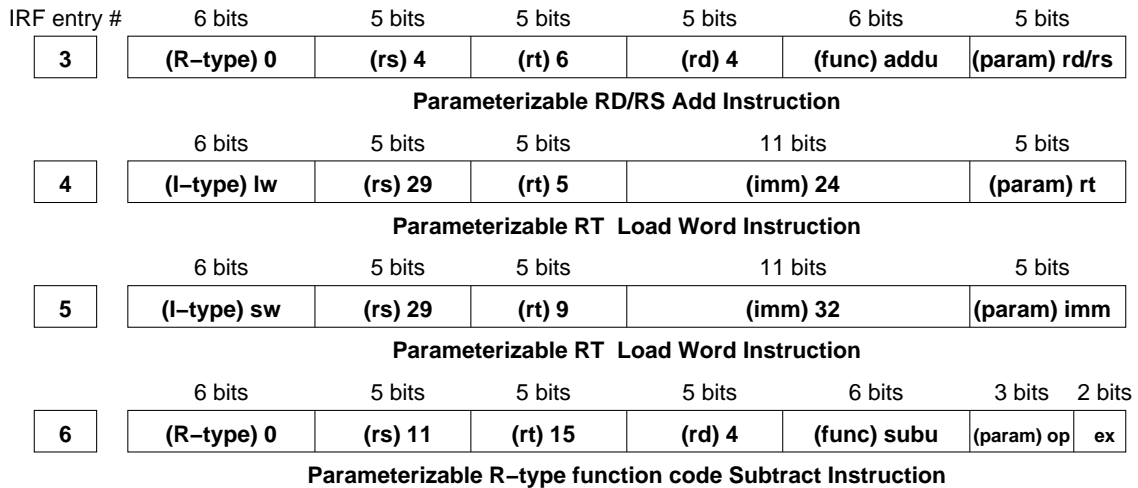 IRF entry # 6 bits 5 bits 5 bits 5 bits 6 bits 5 bits
3 (R−type) 0 (rs) 4 (rt) 6 (rd) 4 (func) addu (param) rd/rs
Parameterizable RD/RS Add Instruction
6 bits 5 bits 5 bits 11 bits 5 bits
4 (I−type) lw (rs) 29 (rt) 5 (imm) 24 (param) rt
Parameterizable RT Load Word Instruction
6 bits 5 bits 5 bits 11 bits 5 bits
5 (I−type) sw (rs) 29 (rt) 9 (imm) 32 (param) imm
Parameterizable RT Load Word Instruction
6 bits 5 bits 5 bits 5 bits 6 bits 3 bits 2 bits
6 (R−type) 0 (rs) 11 (rt) 15 (rd) 4 (func) subu (param) op ex
Parameterizable R−type function code Subtract Instruction